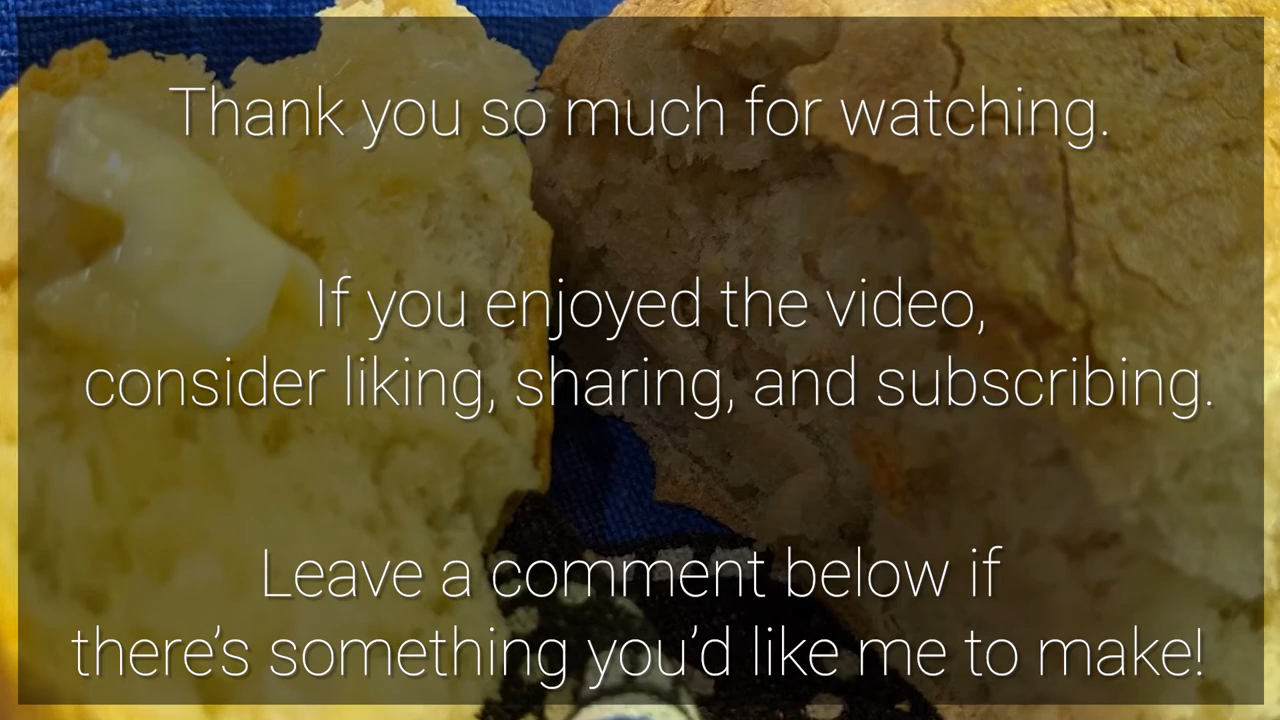 Thank you so much for watching.
If you enjoyed the video,
consider liking, sharing, and subscribing.
Leave a comment below if
there’s something you’d like me to make!